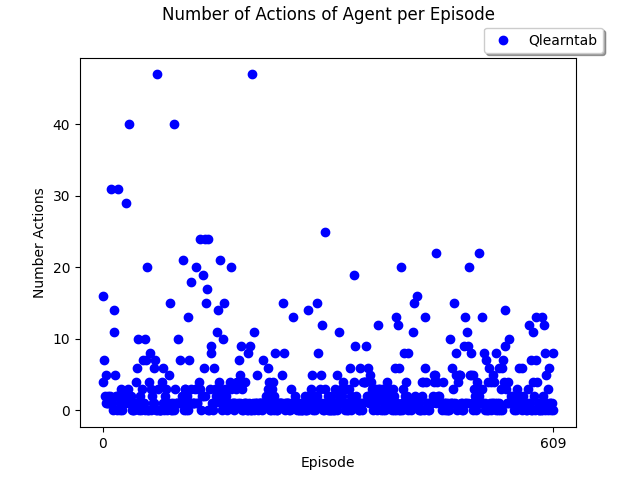 Number of Actions of Agent per Episode
Qlearntab
40
30
20
10
0
Number Actions
0 609
Episode